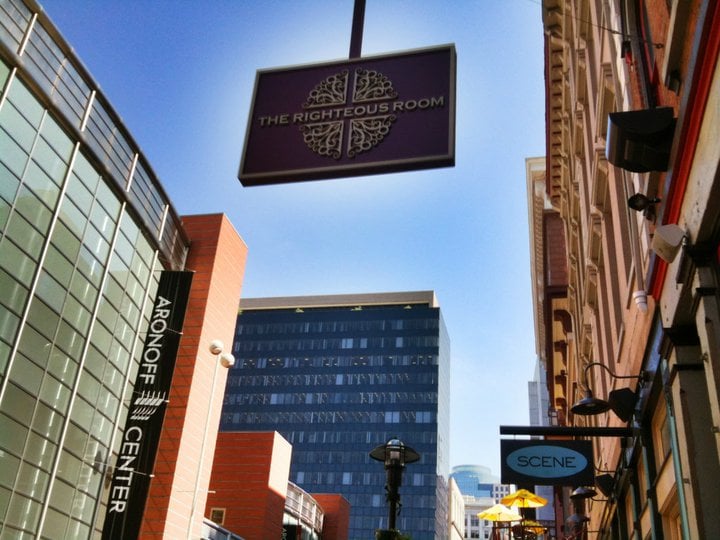 THE RIGHTEOUS ROOM
ARONOFF CENTER
SCENE